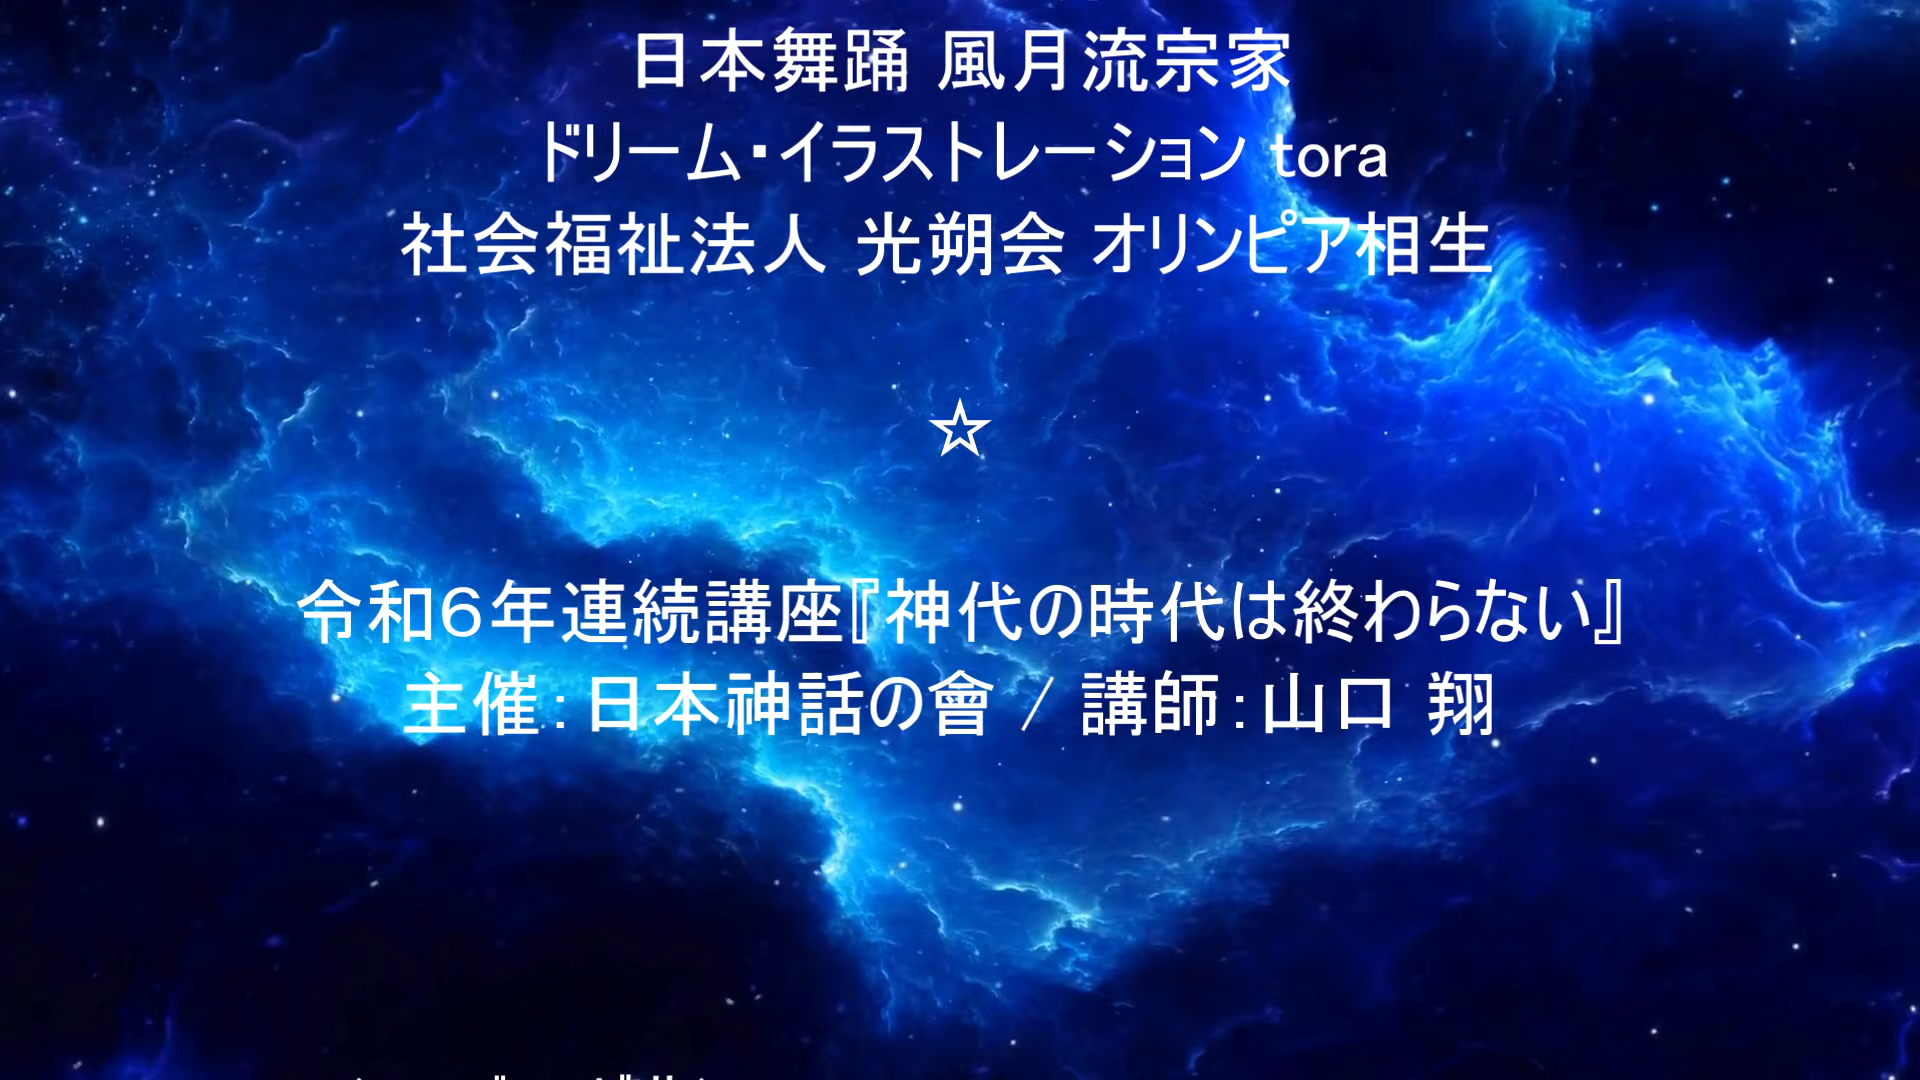 日本舞踊 風月流宗家
ドリーム・イラストレーション tora
社会福祉法人 光朔会 オリンピア相生
☆
令和６年連続講座『神代の時代は終わらない』
主催：日本神話の會 / 講師：山口 翔